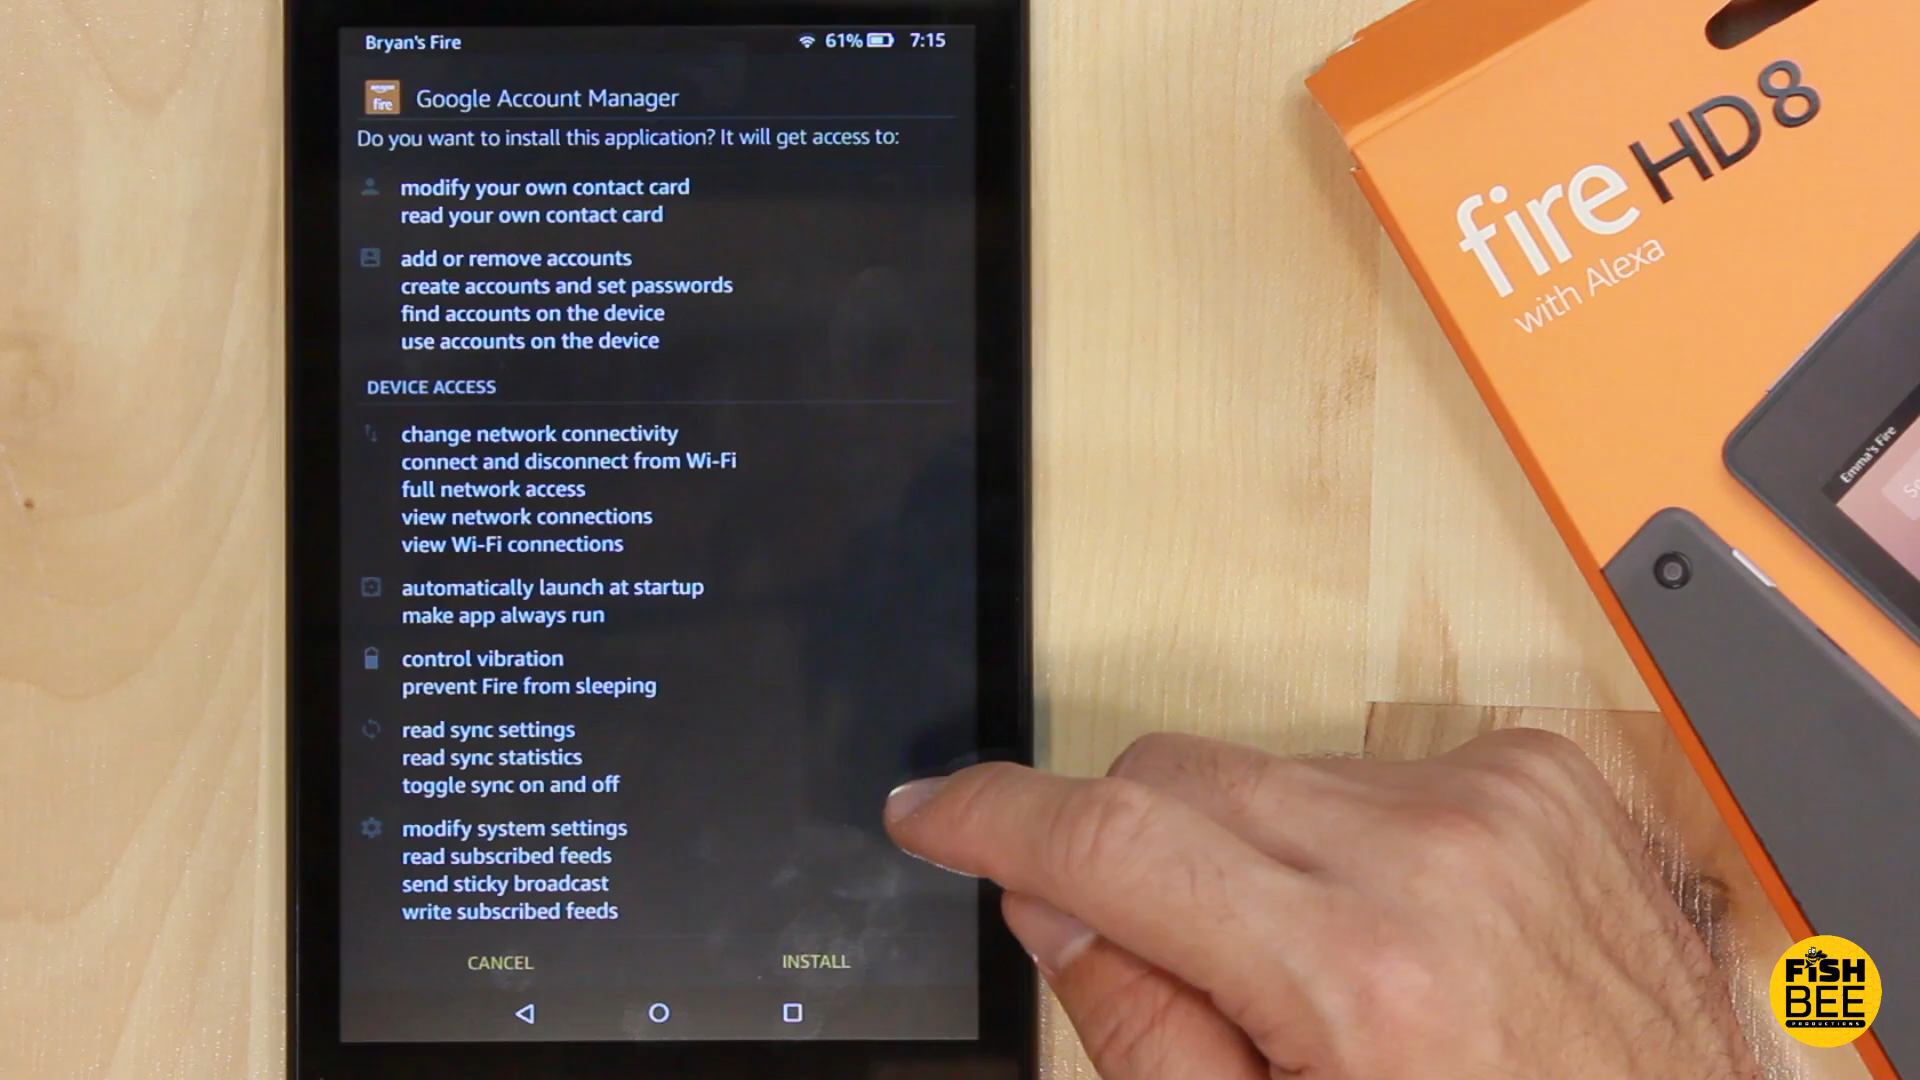 Bryan's Fire
61%
7:15
amazon
fire
Google Account Manager
Do you want to install this application? It will get access to:
modify your own contact card
read your own contact card
add or remove accounts
create accounts and set passwords
find accounts on the device
use accounts on the device
DEVICE ACCESS
change network connectivity
connect and disconnect from Wi-Fi
full network access
view network connections
view Wi-Fi connections
automatically launch at startup
make app always run
control vibration
prevent Fire from sleeping
read sync settings
read sync statistics
toggle sync on and off
modify system settings
read subscribed feeds
send sticky broadcast
write subscribed feeds
CANCEL
INSTALL
fire HD 8
with Alexa
Emma's Fire
FISH
BEE
PRODUCTIONS